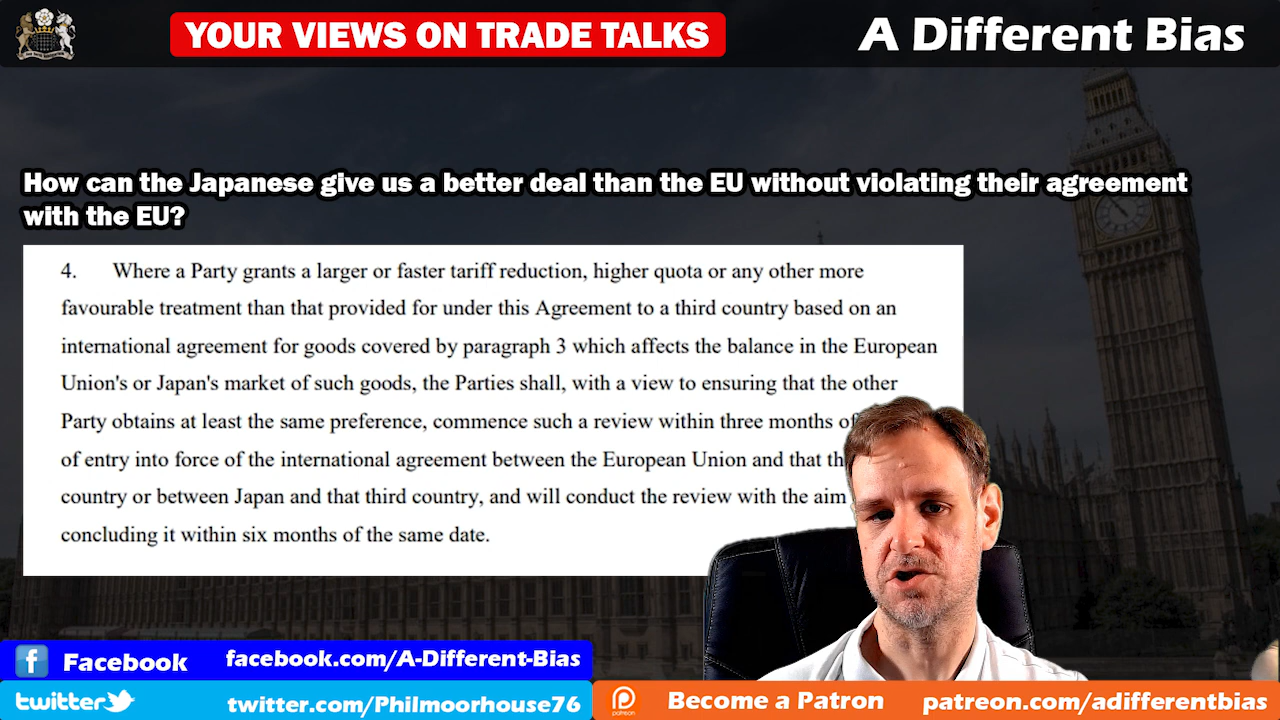 YOUR VIEWS ON TRADE TALKS
A Different Bias
How can the Japanese give us a better deal than the EU without violating their agreement
with the EU?
4. Where a Party grants a larger or faster tariff reduction, higher quota or any other more
favourable treatment than that provided for under this Agreement to a third country based on an
international agreement for goods covered by paragraph 3 which affects the balance in the European
Union's or Japan's market of such goods, the Parties shall, with a view to ensuring that the other
Party obtains at least the same preference, commence such a review within three months of
of entry into force of the international agreement between the European Union and that
country or between Japan and that third country, and will conduct the review with the aim
concluding it within six months of the same date.
Facebook
facebook.com/A-Different-Bias
twitter
twitter.com/Philmoorhouse76
patreon
Become a Patron
patreon.com/adifferentbias